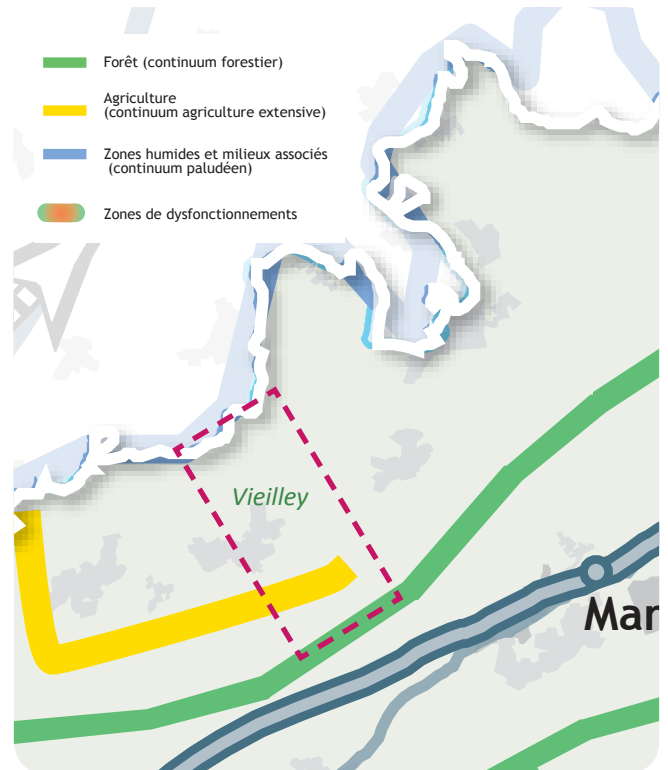 Forêt (continuum forestier)
Agriculture
(continuum agriculture extensive)
Zones humides et milieux associés
(continuum paludéen)
Zones de dysfonctionnements
Vieilley
Mar